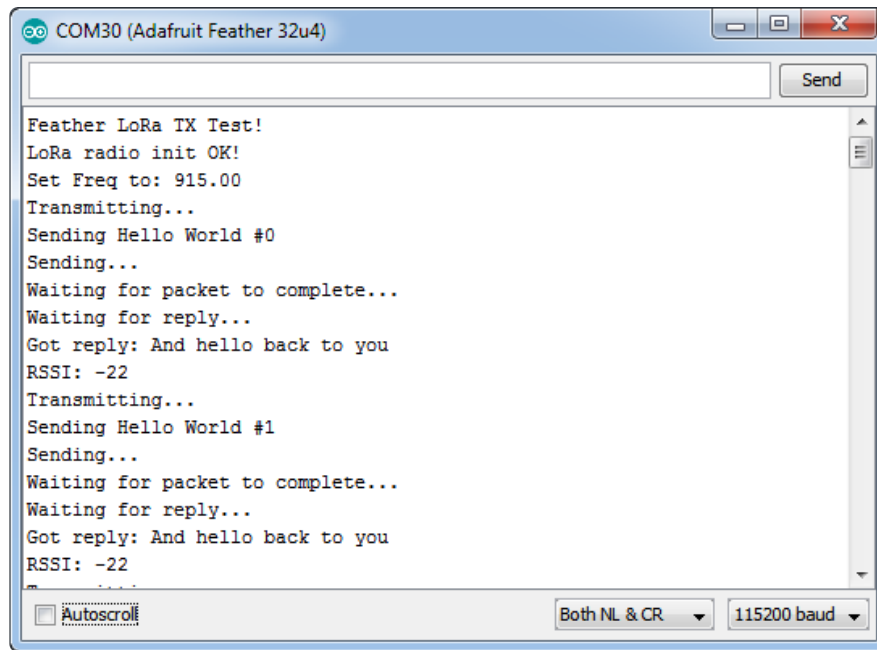 COM30 (Adafruit Feather 32u4)
Send
Feather LoRa TX Test!
LoRa radio init OK!
Set Freq to: 915.00
Transmitting...
Sending Hello World #0
Sending...
Waiting for packet to complete...
Waiting for reply...
Got reply: And hello back to you
RSSI: -22
Transmitting...
Sending Hello World #1
Sending...
Waiting for packet to complete...
Waiting for reply...
Got reply: And hello back to you
RSSI: -22
Autoscroll Both NL & CR 115200 baud